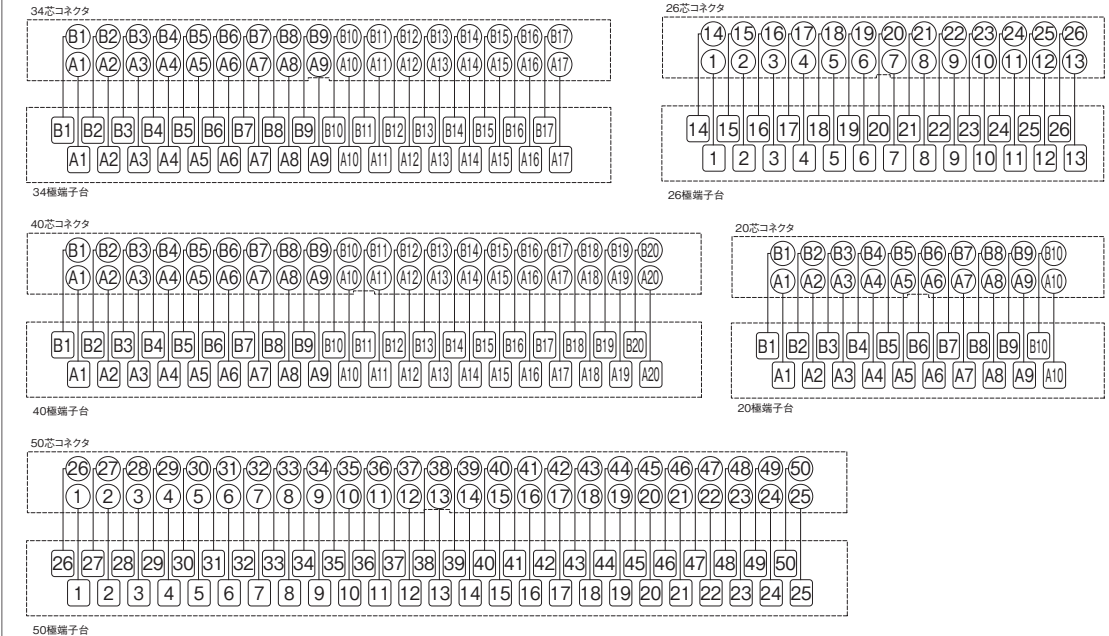 34芯コネクタ
B1 B2 B3 B4 B5 B6 B7 B8 B9 B10 B11 B12 B13 B14 B15 B16 B17
A1 A2 A3 A4 A5 A6 A7 A8 A9 A10 A11 A12 A13 A14 A15 A16 A17
B1 B2 B3 B4 B5 B6 B7 B8 B9 B10 B11 B12 B13 B14 B15 B16 B17
A1 A2 A3 A4 A5 A6 A7 A8 A9 A10 A11 A12 A13 A14 A15 A16 A17
34極端子台
26芯コネクタ
14 15 16 17 18 19 20 21 22 23 24 25 26
1 2 3 4 5 6 7 8 9 10 11 12 13
14 15 16 17 18 19 20 21 22 23 24 25 26
1 2 3 4 5 6 7 8 9 10 11 12 13
26極端子台
40芯コネクタ
B1 B2 B3 B4 B5 B6 B7 B8 B9 B10 B11 B12 B13 B14 B15 B16 B17 B18 B19 B20
A1 A2 A3 A4 A5 A6 A7 A8 A9 A10 A11 A12 A13 A14 A15 A16 A17 A18 A19 A20
B1 B2 B3 B4 B5 B6 B7 B8 B9 B10 B11 B12 B13 B14 B15 B16 B17 B18 B19 B20
A1 A2 A3 A4 A5 A6 A7 A8 A9 A10 A11 A12 A13 A14 A15 A16 A17 A18 A19 A20
40極端子台
20芯コネクタ
B1 B2 B3 B4 B5 B6 B7 B8 B9 B10
A1 A2 A3 A4 A5 A6 A7 A8 A9 A10
B1 B2 B3 B4 B5 B6 B7 B8 B9 B10
A1 A2 A3 A4 A5 A6 A7 A8 A9 A10
20極端子台
50芯コネクタ
26 27 28 29 30 31 32 33 34 35 36 37 38 39 40 41 42 43 44 45 46 47 48 49 50
1 2 3 4 5 6 7 8 9 10 11 12 13 14 15 16 17 18 19 20 21 22 23 24 25
26 27 28 29 30 31 32 33 34 35 36 37 38 39 40 41 42 43 44 45 46 47 48 49 50
1 2 3 4 5 6 7 8 9 10 11 12 13 14 15 16 17 18 19 20 21 22 23 24 25
50極端子台